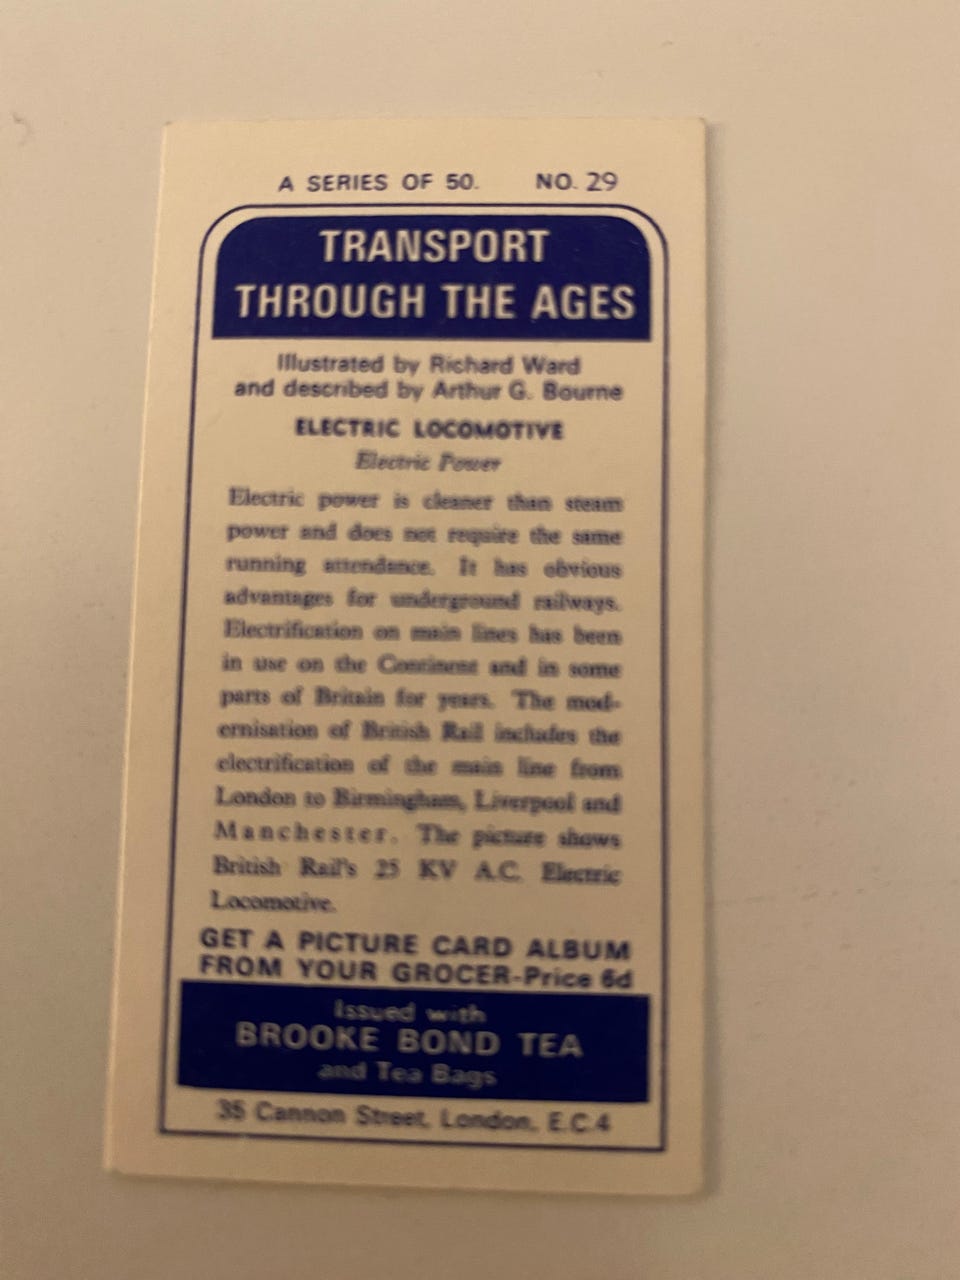 A SERIES OF 50. NO. 29
TRANSPORT
THROUGH THE AGES
Illustrated by Richard Ward
and described by Arthur G. Bourne
ELECTRIC LOCOMOTIVE
Electric Power
Electric power is cleaner than steam
power and does not require the same
running attendance. It has obvious
advantages for underground railways.
Electrification on main lines has been
in use on the Continent and in some
parts of Britain for years. The mod-
ernisation of British Rail includes the
electrification of the main line from
London to Birmingham, Liverpool and
Manchester. The picture shows
British Rail's 25 KV A.C. Electric
Locomotive.
GET A PICTURE CARD ALBUM
FROM YOUR GROCER-Price 6d
Issued with
BROOKE BOND TEA
and Tea Bags
35 Cannon Street, London, E.C.4